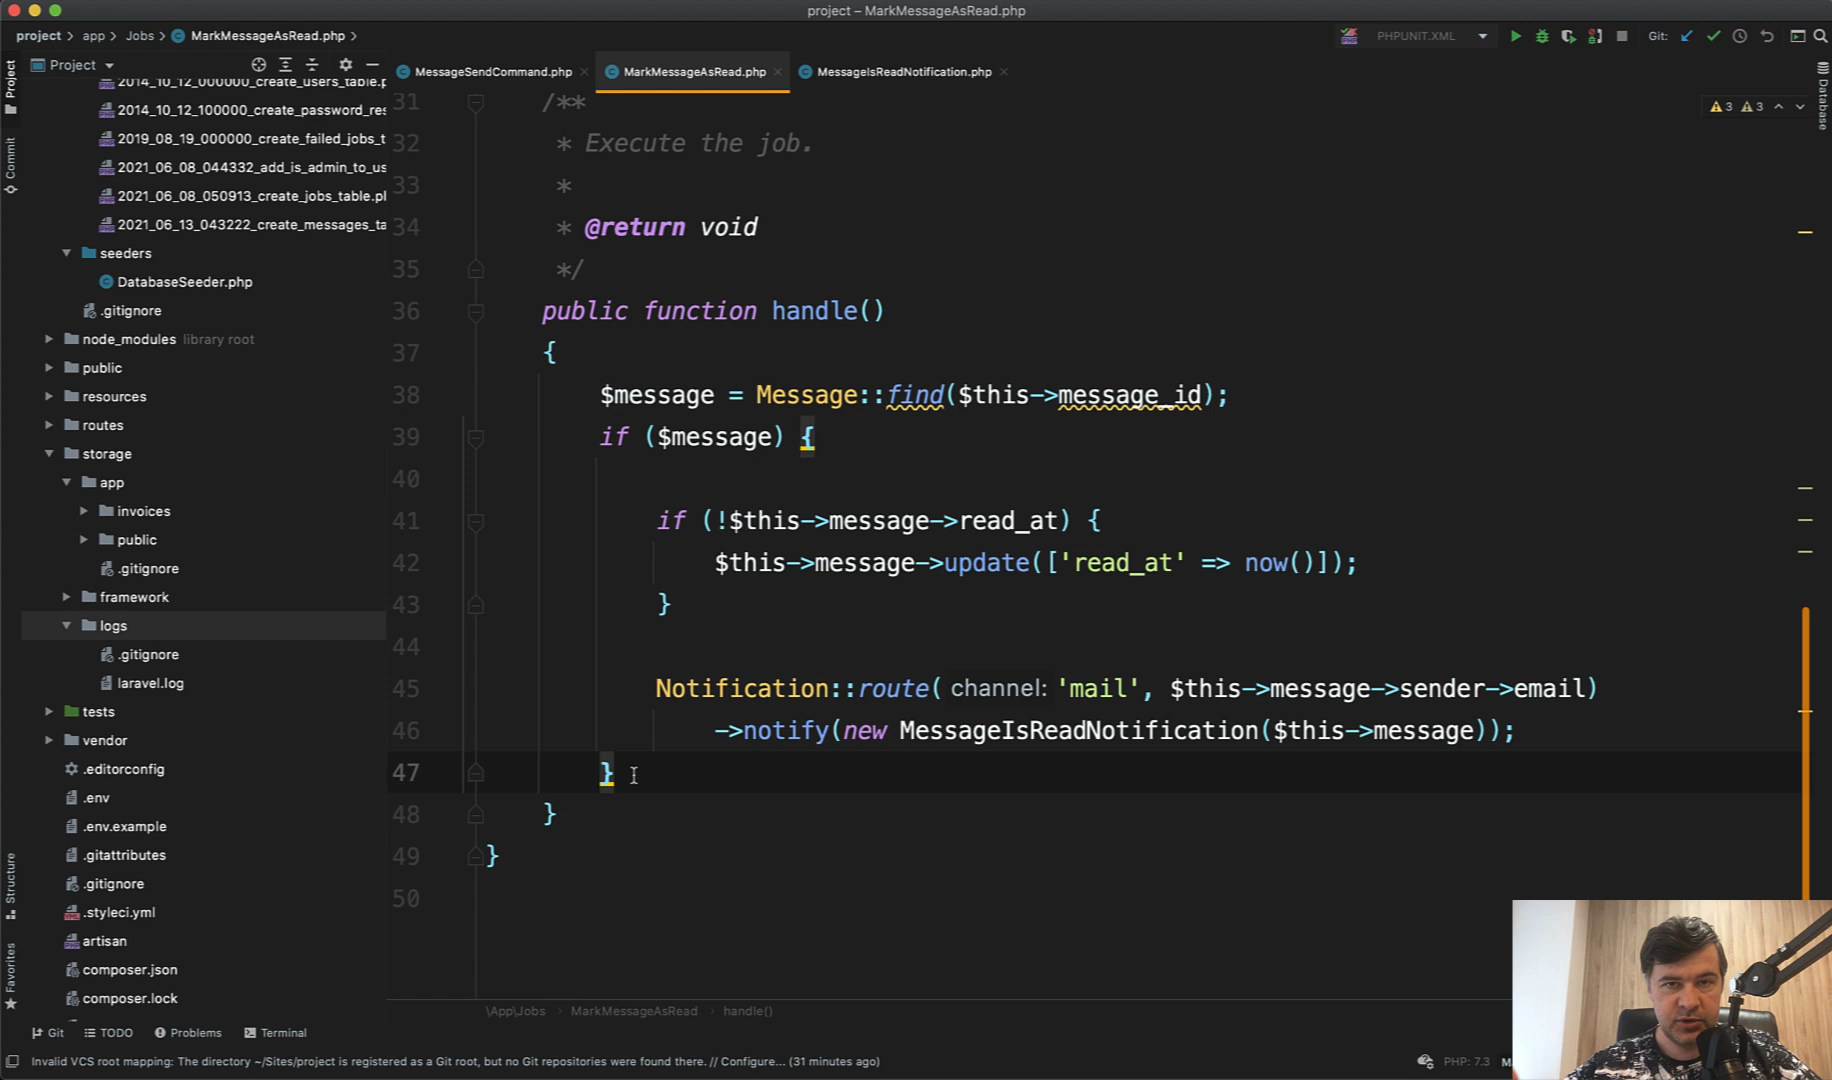 project – MarkMessageAsRead.php
project > app > Jobs > MarkMessageAsRead.php >
PHPUNIT.XML
Git:
Project
Project
MessageSendCommand.php
MarkMessageAsRead.php
MessageIsReadNotification.php
Database
Commit
2014_10_12_000000_create_users_table.p
2014_10_12_100000_create_password_res
2019_08_19_000000_create_failed_jobs_t
2021_06_08_044332_add_is_admin_to_us
2021_06_08_050913_create_jobs_table.pl
2021_06_13_043222_create_messages_ta
seeders
DatabaseSeeder.php
.gitignore
node_modules library root
public
resources
routes
storage
app
invoices
public
.gitignore
framework
logs
.gitignore
laravel.log
tests
vendor
.editorconfig
.env
.env.example
.gitattributes
.gitignore
.styleci.yml
artisan
composer.json
composer.lock
3 3
31 /**
32 * Execute the job.
33 *
34 * @return void
35 */
36 public function handle()
37 {
38 $message = Message::find($this->message_id);
39 if ($message) {
40
41 if (!$this->message->read_at) {
42 $this->message->update(['read_at' => now()]);
43 }
44
45 Notification::route( channel: 'mail', $this->message->sender->email)
46 ->notify(new MessageIsReadNotification($this->message));
47 }
48 }
49 }
50
Structure
Favorites
\App\Jobs > MarkMessageAsRead > handle()
Git TODO Problems Terminal
Invalid VCS root mapping: The directory ~/Sites/project is registered as a Git root, but no Git repositories were found there. // Configure... (31 minutes ago)
PHP: 7.3